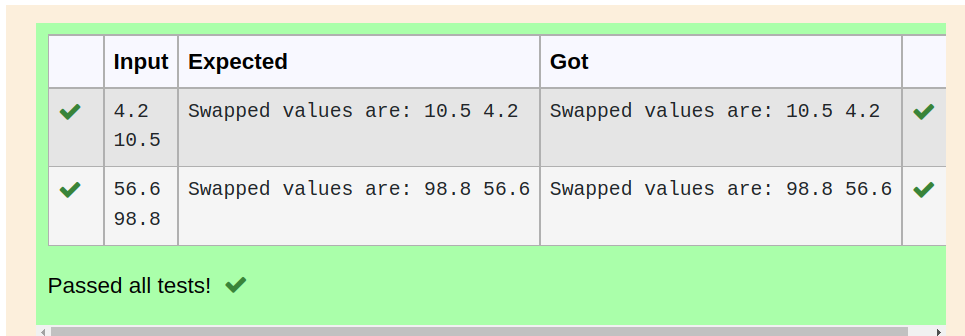 Input Expected Got
4.2 Swapped values are: 10.5 4.2 Swapped values are: 10.5 4.2
10.5
56.6 Swapped values are: 98.8 56.6 Swapped values are: 98.8 56.6
98.8
Passed all tests!